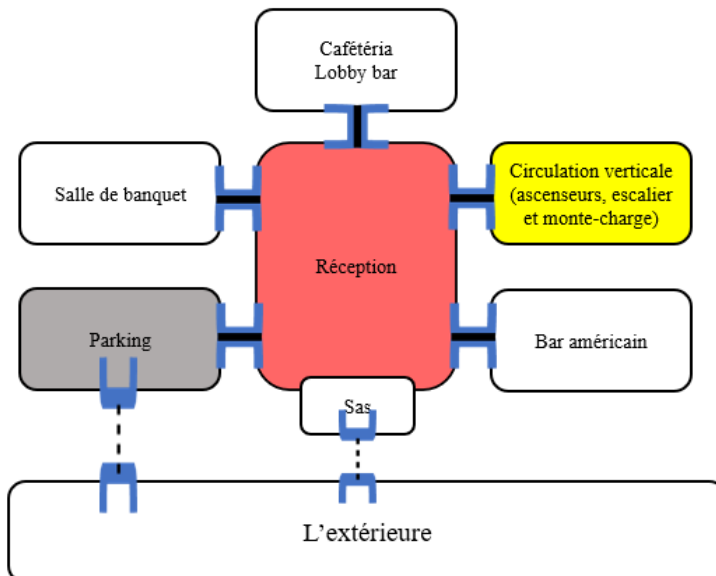 Cafétéria
Lobby bar
Salle de banquet
Circulation verticale
(ascenseurs, escalier
et monte-charge)
Réception
Parking
Bar américain
Sas
L’extérieure